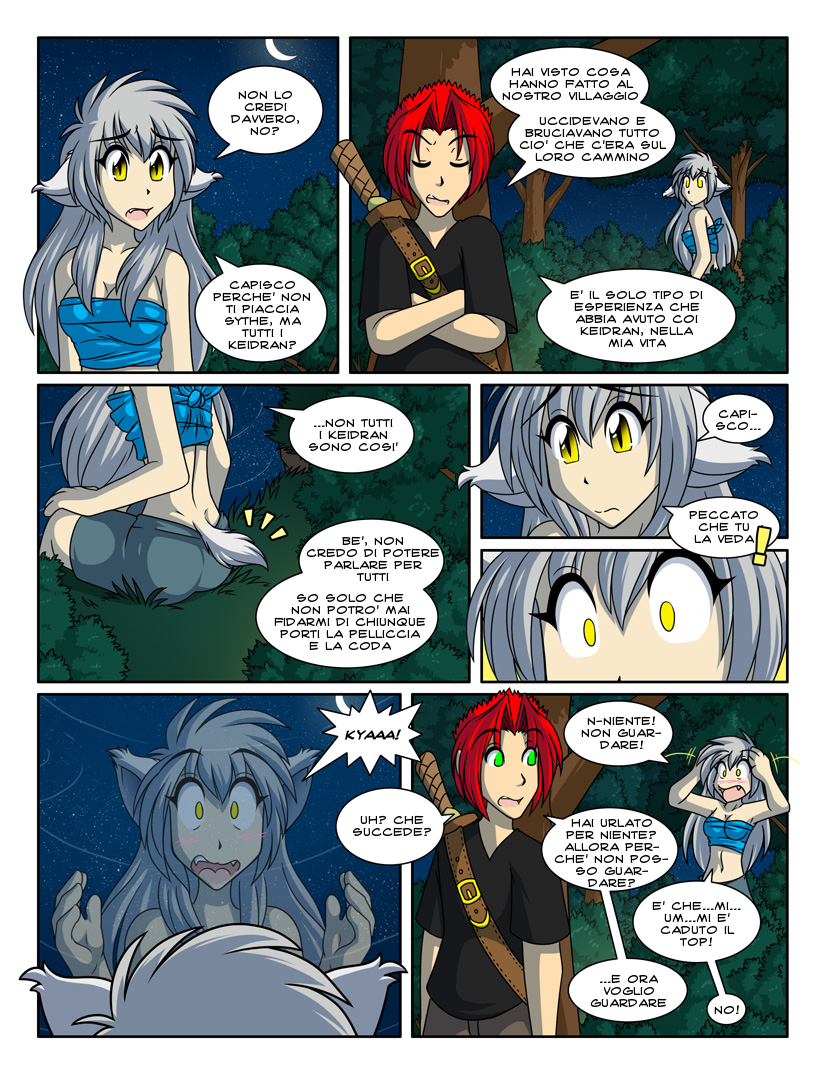 NON LO
CREDI
DAVVERO,
NO?
CAPISCO
PERCHE' NON
TI PIACCIA
SYTHE, MA
TUTTI I
KEIDRAN?
HAI VISTO COSA
HANNO FATTO AL
NOSTRO VILLAGGIO
UCCIDEVANO E
BRUCIAVANO TUTTO
CIO' CHE C'ERA SUL
LORO CAMMINO
E' IL SOLO TIPO DI
ESPERIENZA CHE
ABBIA AVUTO COI
KEIDRAN, NELLA
MIA VITA
...NON TUTTI
I KEIDRAN
SONO COSI'
BE', NON
CREDO DI POTERE
PARLARE PER
TUTTI
SO SOLO CHE
NON POTRO' MAI
FIDARMI DI CHIUNQUE
PORTI LA PELLICCIA
E LA CODA
CAPI-
SCO...
PECCATO
CHE TU
LA VEDA
!
KYAAA!
UH? CHE
SUCCEDE?
N-NIENTE!
NON GUAR-
DARE!
HAI URLATO
PER NIENTE?
ALLORA PER-
CHE' NON POS-
SO GUAR-
DARE?
E' CHE...MI...
UM...MI E'
CADUTO IL
TOP!
...E ORA
VOGLIO
GUARDARE
NO!